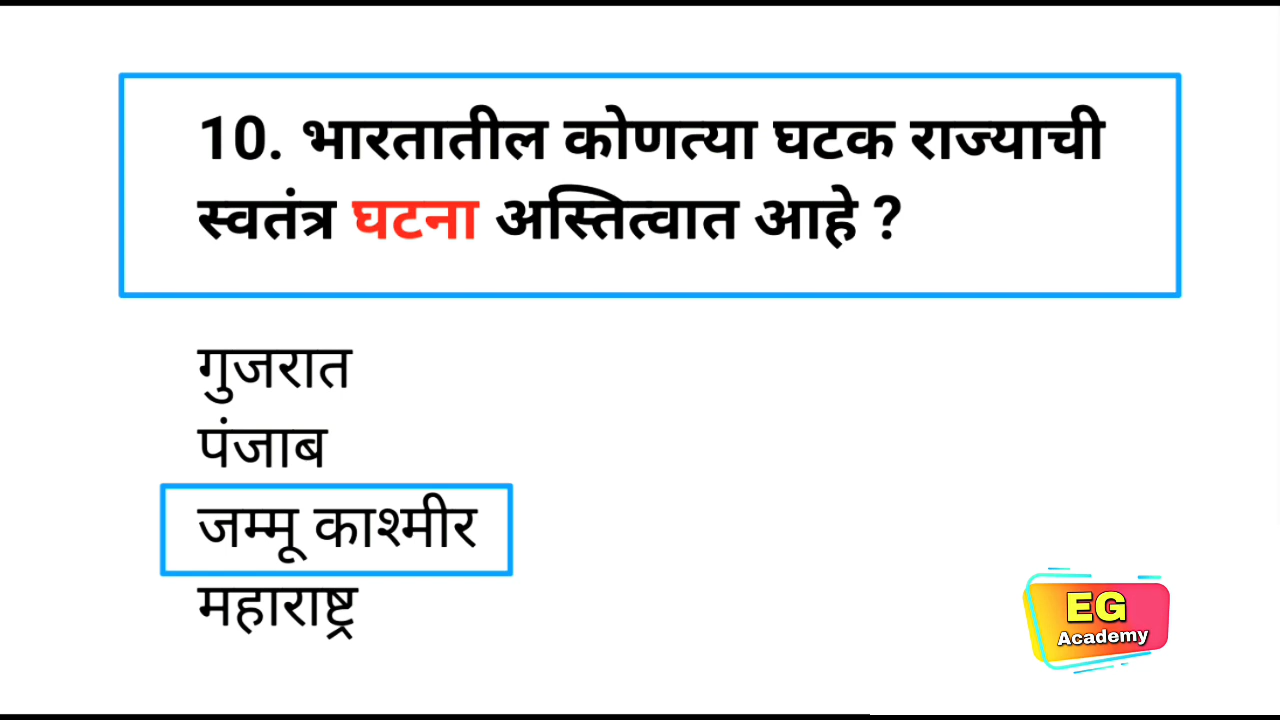 10. भारतातील कोणत्या घटक राज्याची
स्वतंत्र घटना अस्तित्वात आहे ?
गुजरात
पंजाब
जम्मू काश्मीर
महाराष्ट्र
EG
Academy